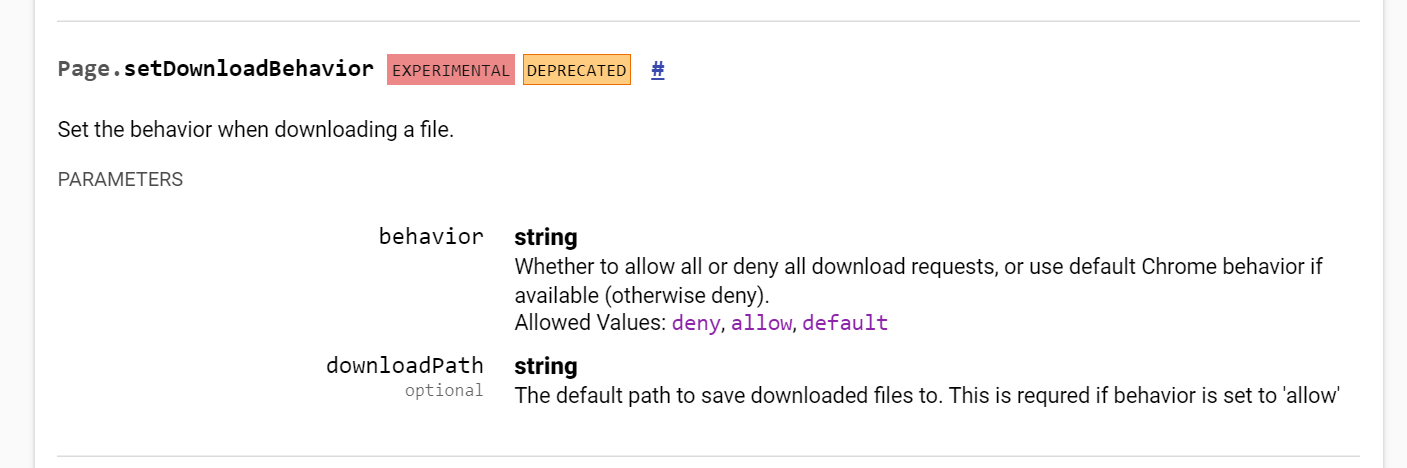 Page.setDownloadBehavior EXPERIMENTAL DEPRECATED #
Set the behavior when downloading a file.
PARAMETERS
behavior string
Whether to allow all or deny all download requests, or use default Chrome behavior if
available (otherwise deny).
Allowed Values: deny, allow, default
downloadPath string
optional The default path to save downloaded files to. This is requred if behavior is set to 'allow'